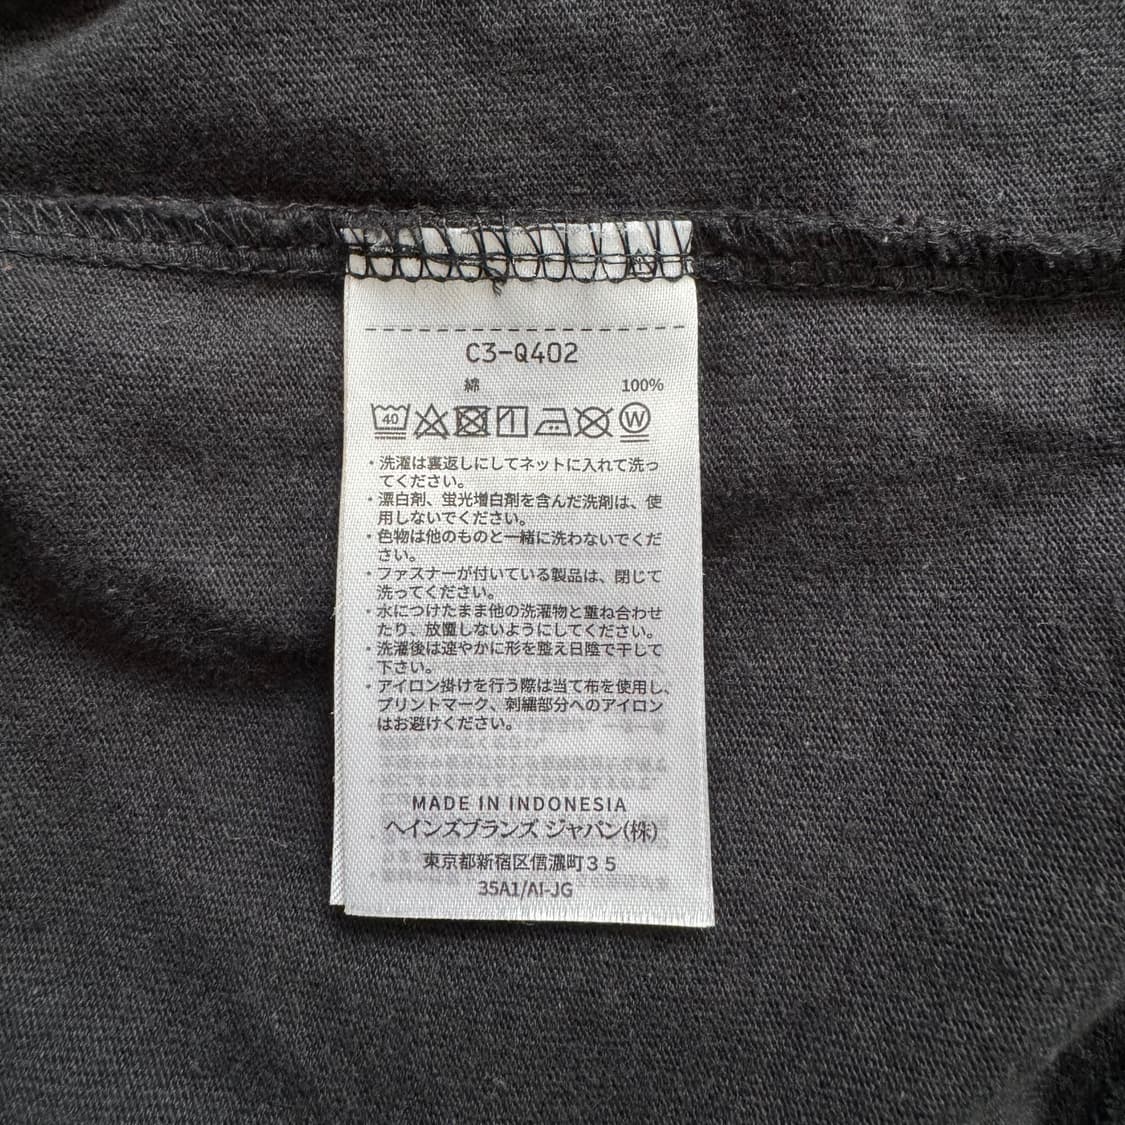 C3-Q402
綿 100%
40 W
・洗濯は裏返しにしてネットに入れて洗っ
てください。
・漂白剤、蛍光増白剤を含んだ洗剤は、使
用しないでください。
・色物は他のものと一緒に洗わないでくだ
さい。
・ファスナーが付いている製品は、閉じて
洗ってください。
・水につけたまま他の洗濯物と重ね合わせ
たり、放置しないようにしてください。
・洗濯後は速やかに形を整え日陰で干して
下さい。
・アイロン掛けを行う際は当て布を使用し、
プリントマーク、刺繍部分へのアイロン
はお避けください。
MADE IN INDONESIA
ヘインズブランズ ジャパン(株)
東京都新宿区信濃町35
35A1/AI-JG